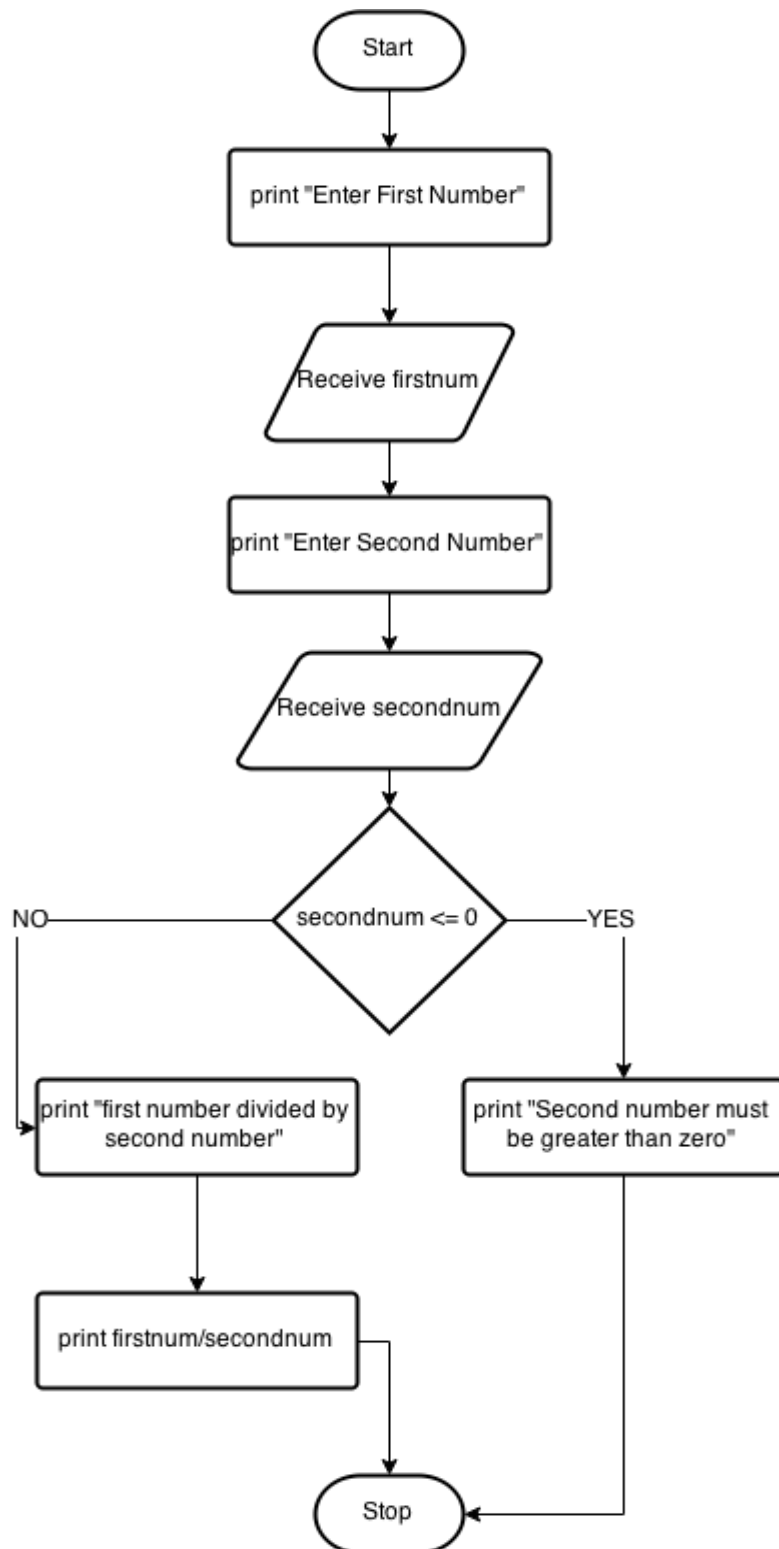 Start
print "Enter First Number"
Receive firstnum
print "Enter Second Number"
Receive secondnum
secondnum <= 0
NO
YES
print "first number divided by
second number"
print "Second number must
be greater than zero"
print firstnum/secondnum
Stop